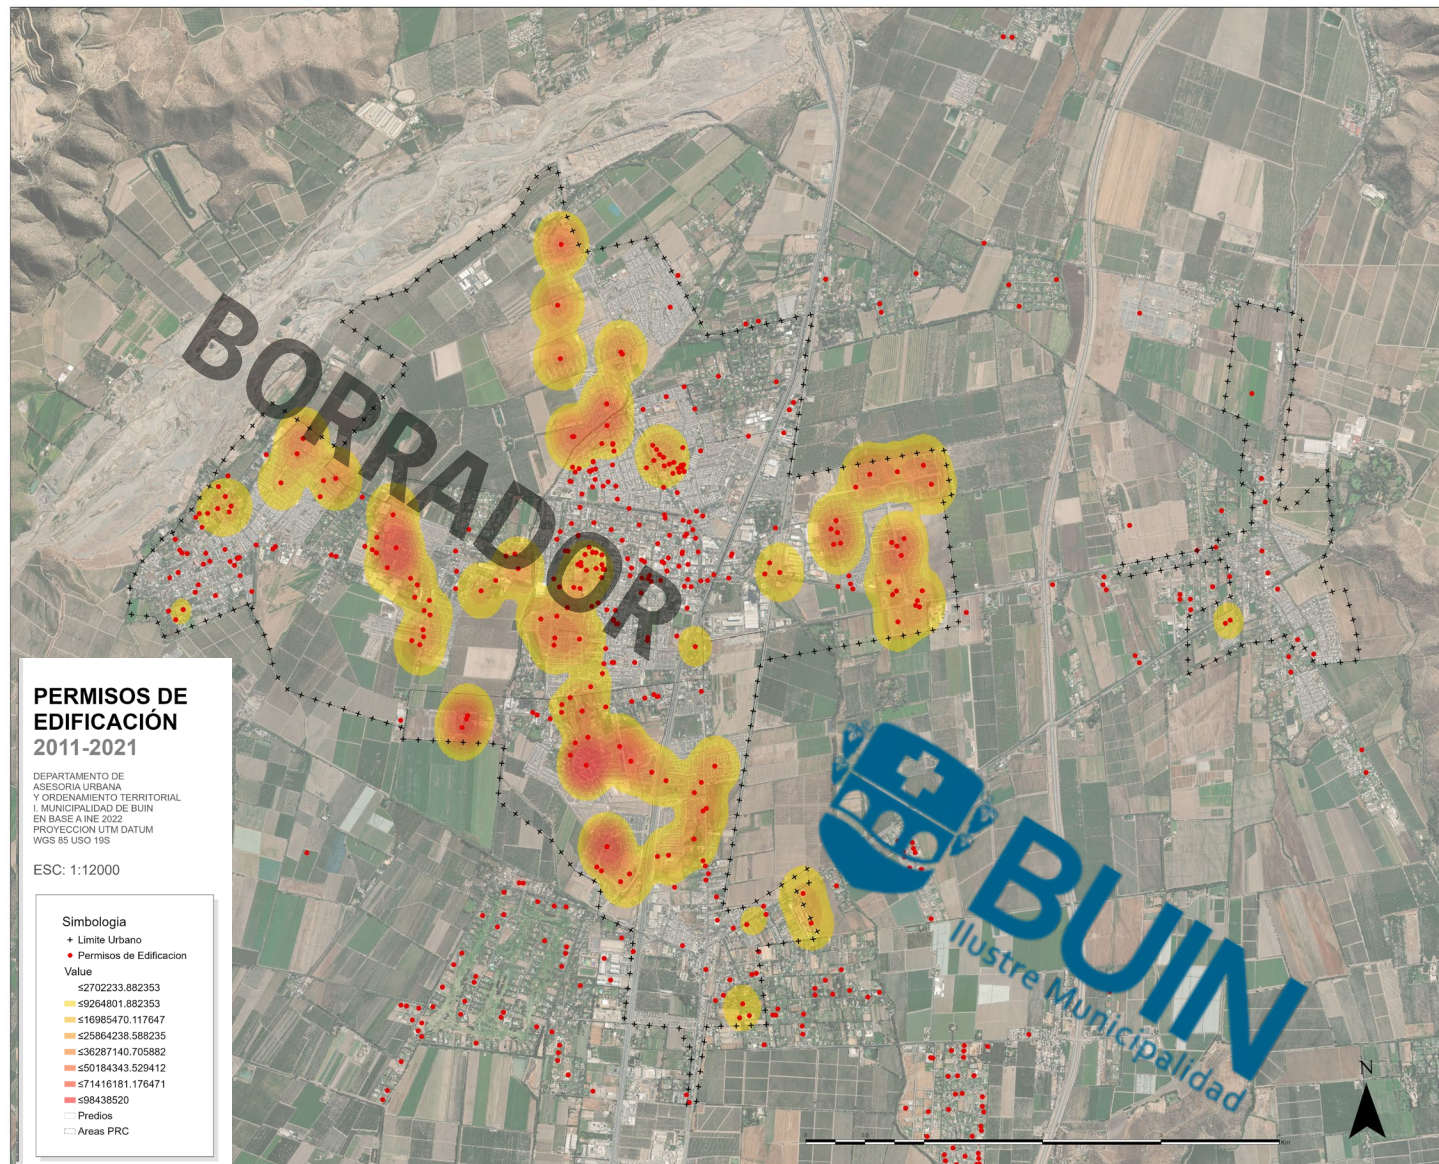 BORRADOR
PERMISOS DE
EDIFICACIÓN
2011-2021
DEPARTAMENTO DE
ASESORIA URBANA
Y ORDENAMIENTO TERRITORIAL
I. MUNICIPALIDAD DE BUIN
EN BASE A INE 2022
PROYECCION UTM DATUM
WGS 85 USO 19S
ESC: 1:12000
Simbologia
Limite Urbano
Permisos de Edificacion
Value
≤2702233.882353
≤9264801.882353
≤16985470.117647
≤25864238.588235
≤36287140.705882
≤50184343.529412
≤71416181.176471
≤98438520
Predios
Areas PRC
BUIN
Ilustre Municipalidad
N